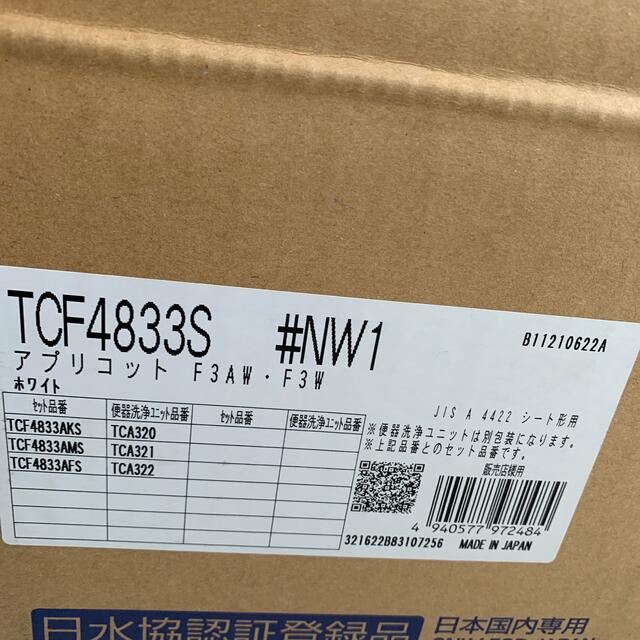 TCF4833S #NW1
B11210622A
アプリコット F3AW・F3W
ホワイト
JIS A 4422 シート形用
セット品番 便器洗浄ユニット品番 セット品番 便器洗浄ユニット品番
TCF4833AKS TCA320
TCF4833AMS TCA321
TCF4833AFS TCA322
※便器洗浄ユニットは別包装になります。
※上記品番とのセット品番です。
販売店様用
4 940577 972484
321622B83107256 MADE IN JAPAN
日水協認証登録品
日本国内専用